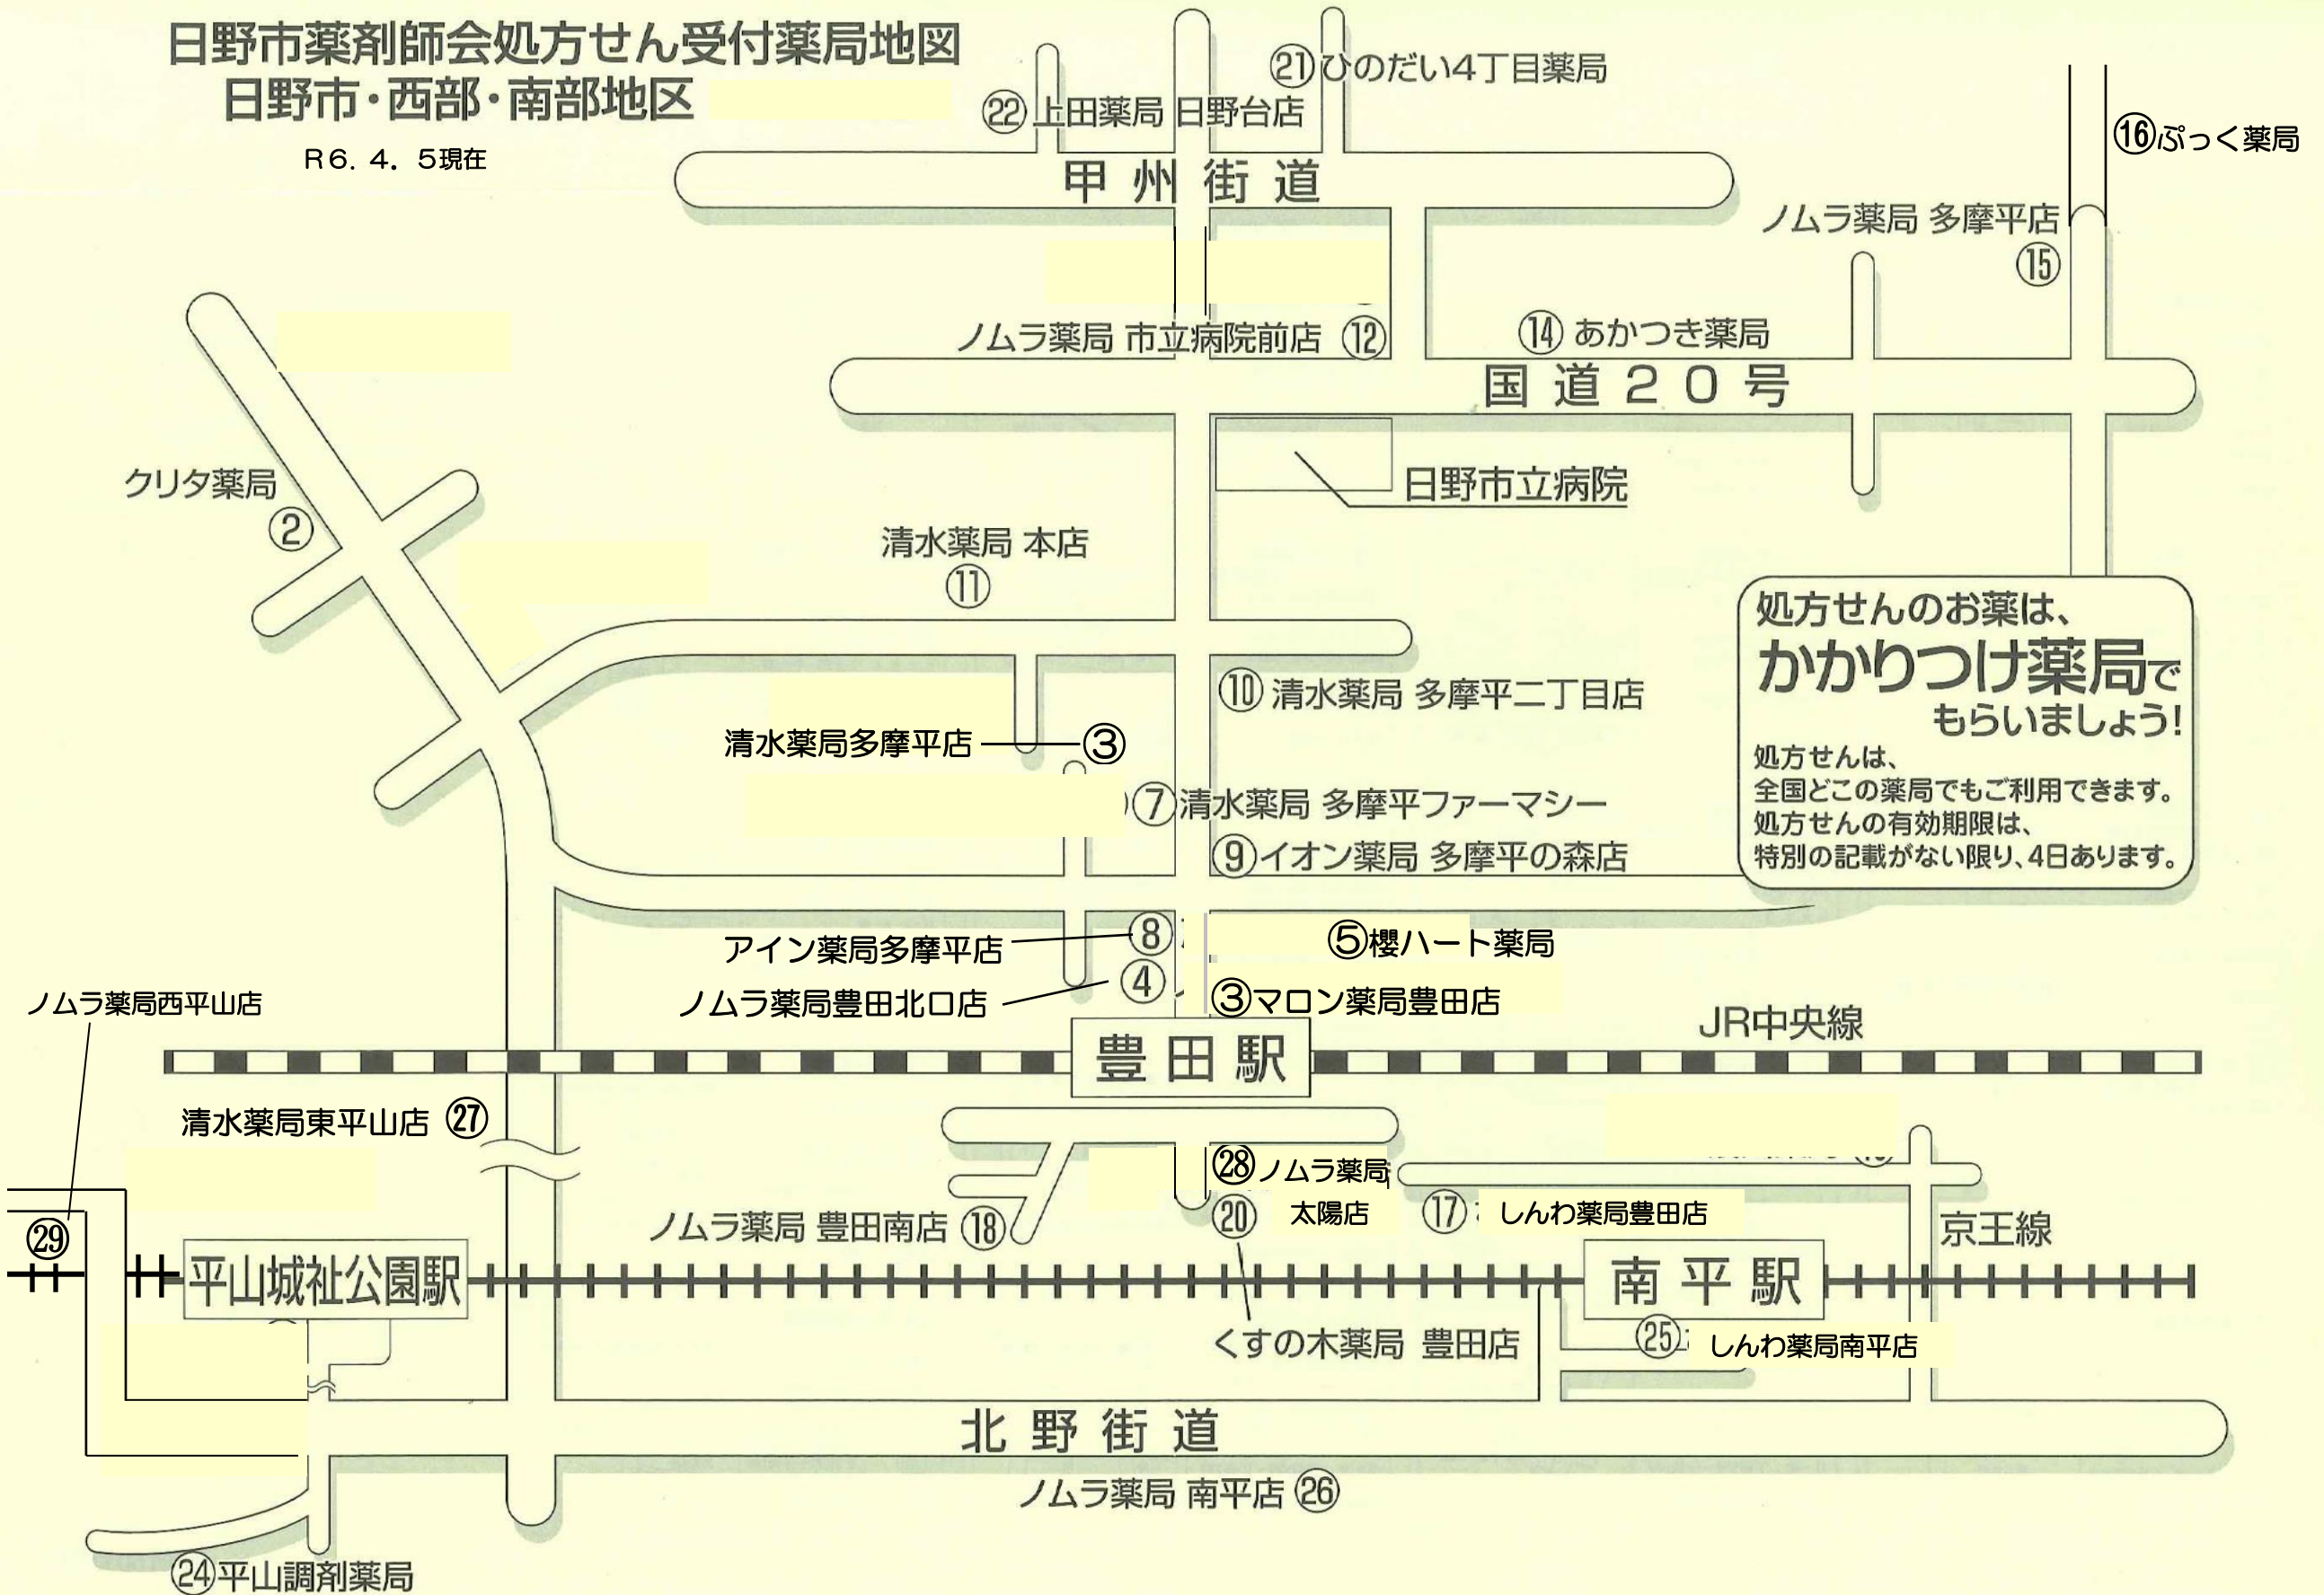 日野市薬剤師会処方せん受付薬局地図
日野市・西部・南部地区
R6.4.5現在
㉑ひのだい4丁目薬局
㉒上田薬局 日野台店
⑯ぷっく薬局
甲州街道
ノムラ薬局 多摩平店
⑮
ノムラ薬局 市立病院前店 ⑫
⑭ あかつき薬局
国道20号
クリタ薬局
②
日野市立病院
清水薬局 本店
⑪
処方せんのお薬は、
かかりつけ薬局で
もらいましょう!
処方せんは、
全国どこの薬局でもご利用できます。
処方せんの有効期限は、
特別の記載がない限り、4日あります。
⑩ 清水薬局 多摩平二丁目店
清水薬局多摩平店 ③
⑦清水薬局 多摩平ファーマシー
⑨イオン薬局 多摩平の森店
アイン薬局多摩平店 ⑧
⑤櫻ハート薬局
ノムラ薬局豊田北口店 ④
③マロン薬局豊田店
ノムラ薬局西平山店
JR中央線
豊田駅
清水薬局東平山店 ㉗
㉘ノムラ薬局
太陽店
⑳
⑰ しんわ薬局豊田店
ノムラ薬局 豊田南店 ⑱
京王線
㉙
平山城祉公園駅
南平駅
くすの木薬局 豊田店
㉕ しんわ薬局南平店
北野街道
ノムラ薬局 南平店 ㉖
㉔平山調剤薬局